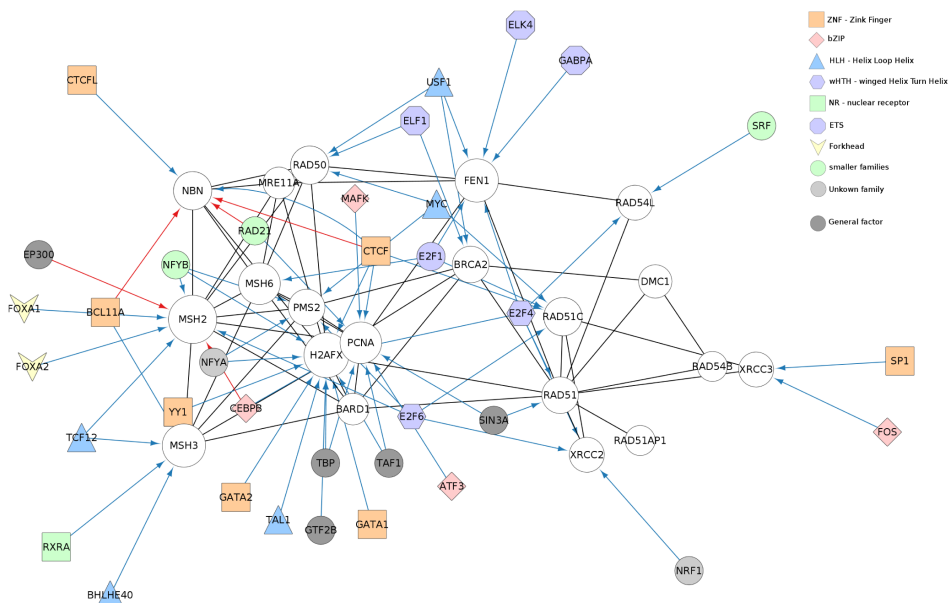 ELK4
ZNF - Zink Finger
bZIP
GABPA
HLH - Helix Loop Helix
CTCFL
USF1
wHTH - winged Helix Turn Helix
NR - nuclear receptor
ELF1
SRF
ETS
Forkhead
RAD50
smaller families
MRE11A
FEN1
NBN
Unkown family
MAFK
MYC
RAD54L
General factor
RAD21
CTCF
EP300
E2F1
NFYB
BRCA2
MSH6
DMC1
FOXA1
BCL11A
PMS2
MSH2
E2F4
RAD51C
PCNA
H2AFX
NFYA
SP1
FOXA2
RAD54B
XRCC3
RAD51
CEBPB
BARD1
YY1
E2F6
SIN3A
FOS
TCF12
MSH3
RAD51AP1
XRCC2
TBP
TAF1
ATF3
GATA2
TAL1
GTF2B
GATA1
RXRA
NRF1
BHLHE40